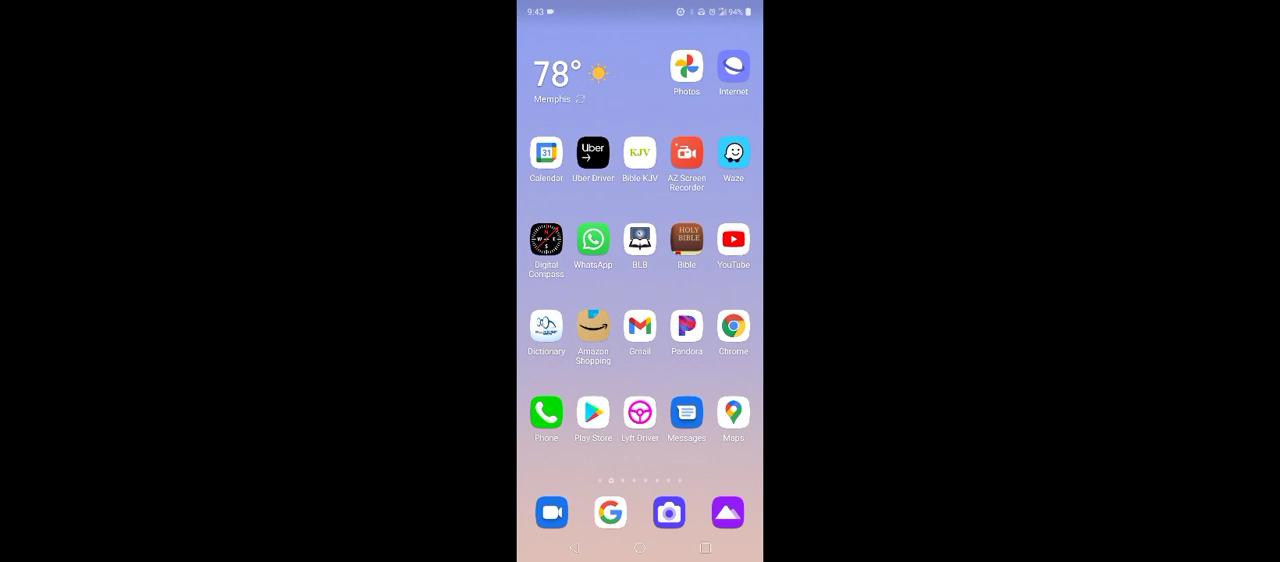 9:43 94%
78°
Memphis
Photos Internet
31 Uber KJV
Calendar Uber Driver Bible KJV AZ Screen Recorder Waze
N
W E
S
HOLY BIBLE
Digital Compass WhatsApp BLB Bible YouTube
Dictionary Amazon Shopping Gmail Pandora Chrome
Phone Play Store Lyft Driver Messages Maps